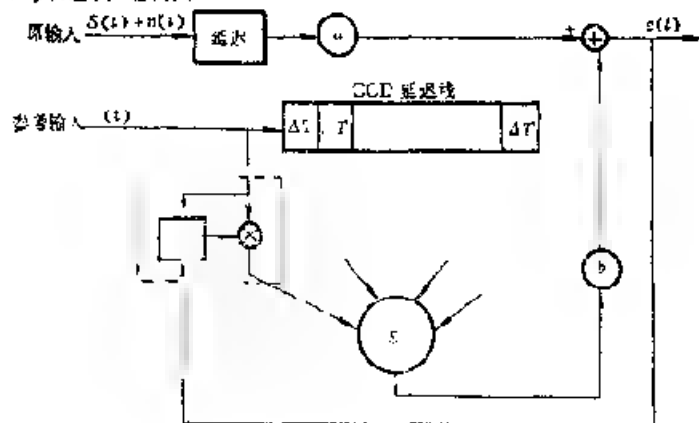 原输入 S(t)+n(t)
延迟
a
+
+
e(t)
CCD 延迟线
参考输入 (t)
ΔT
T
ΔT
×
b
Σ